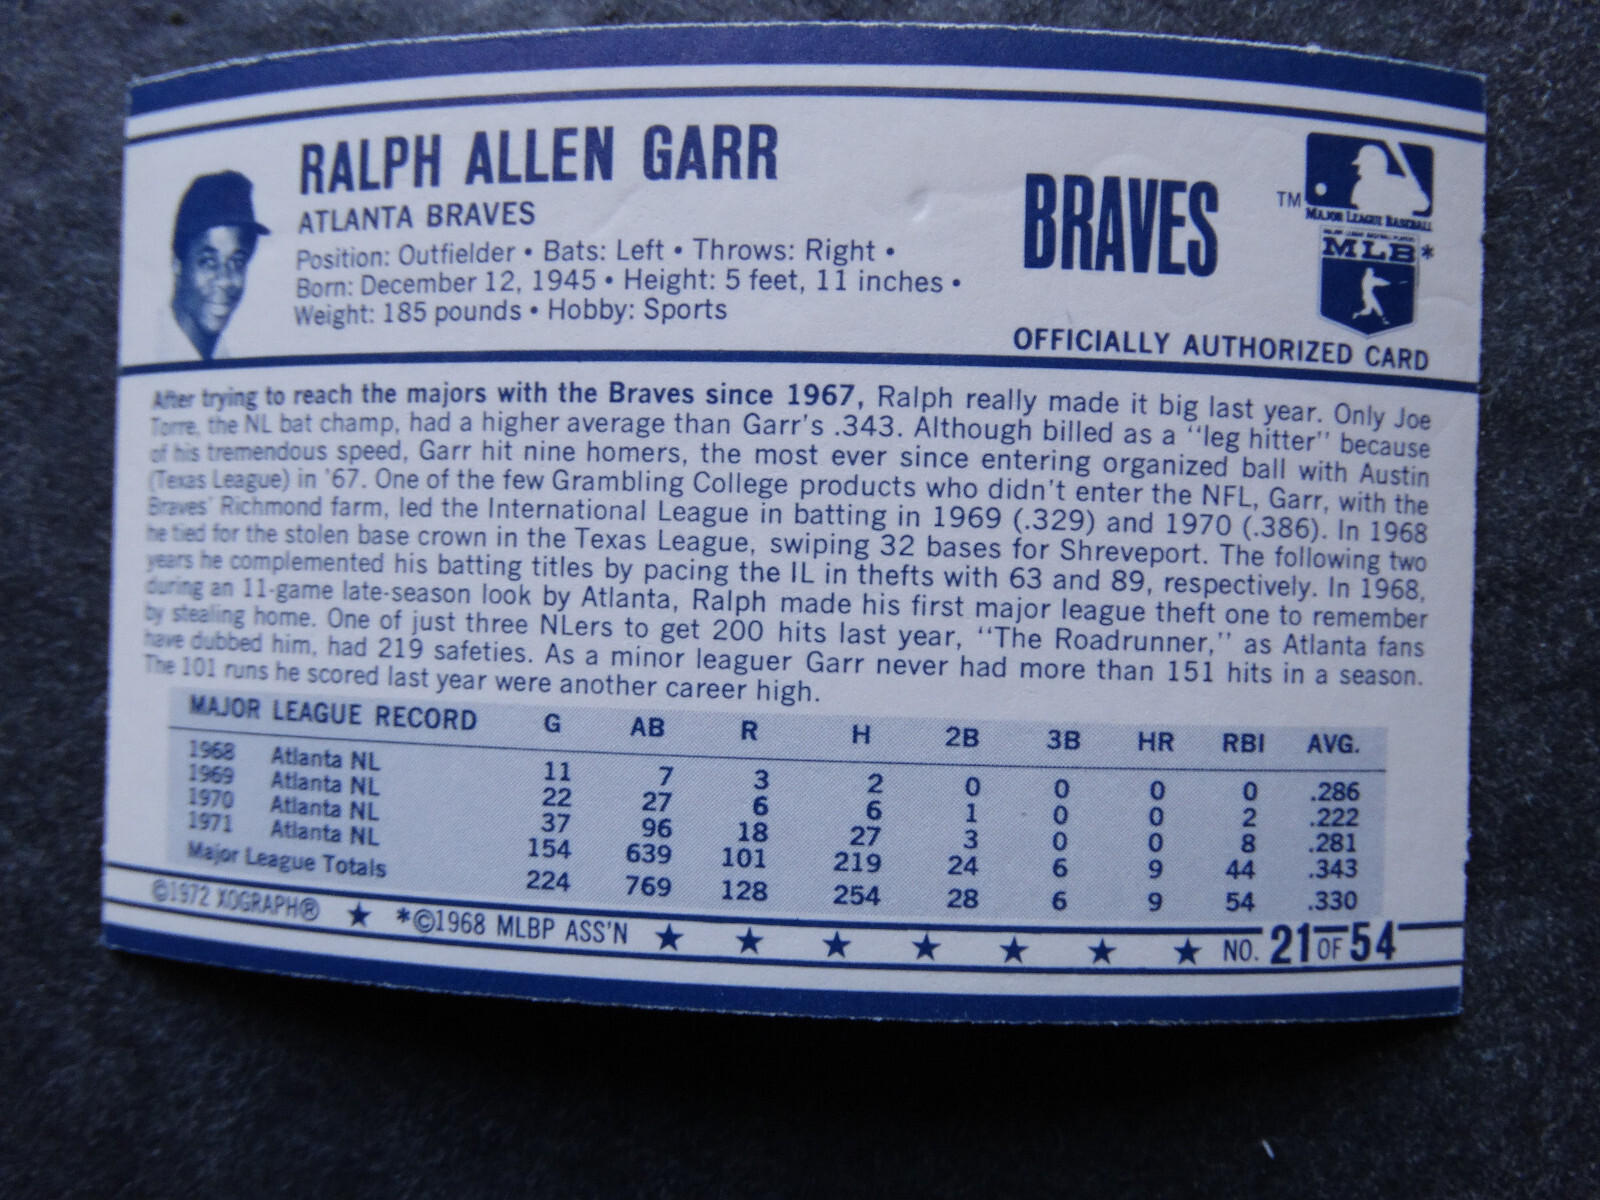 RALPH ALLEN GARR
ATLANTA BRAVES
Position: Outfielder • Bats: Left • Throws: Right •
Born: December 12, 1945 • Height: 5 feet, 11 inches •
Weight: 185 pounds • Hobby: Sports
BRAVES
TM
MAJOR LEAGUE BASEBALL
MLB*
OFFICIALLY AUTHORIZED CARD
After trying to reach the majors with the Braves since 1967, Ralph really made it big last year. Only Joe
Torre, the NL bat champ, had a higher average than Garr's .343. Although billed as a "leg hitter" because
of his tremendous speed, Garr hit nine homers, the most ever since entering organized ball with Austin
(Texas League) in '67. One of the few Grambling College products who didn't enter the NFL, Garr, with the
Braves' Richmond farm, led the International League in batting in 1969 (.329) and 1970 (.386). In 1968
he tied for the stolen base crown in the Texas League, swiping 32 bases for Shreveport. The following two
years he complemented his batting titles by pacing the IL in thefts with 63 and 89, respectively. In 1968,
during an 11-game late-season look by Atlanta, Ralph made his first major league theft one to remember
by stealing home. One of just three NLers to get 200 hits last year, "The Roadrunner," as Atlanta fans
have dubbed him, had 219 safeties. As a minor leaguer Garr never had more than 151 hits in a season.
The 101 runs he scored last year were another career high.
MAJOR LEAGUE RECORD G AB R H 2B 3B HR RBI AVG.
1968 Atlanta NL 11 7 3 2 0 0 0 0 .286
1969 Atlanta NL 22 27 6 6 1 0 0 2 .222
1970 Atlanta NL 37 96 18 27 3 0 0 8 .281
1971 Atlanta NL 154 639 101 219 24 6 9 44 .343
Major League Totals 224 769 128 254 28 6 9 54 .330
©1972 XOGRAPH® ★ *©1968 MLBP ASS'N ★ ★ ★ ★ ★ ★ ★ NO. 21 OF 54